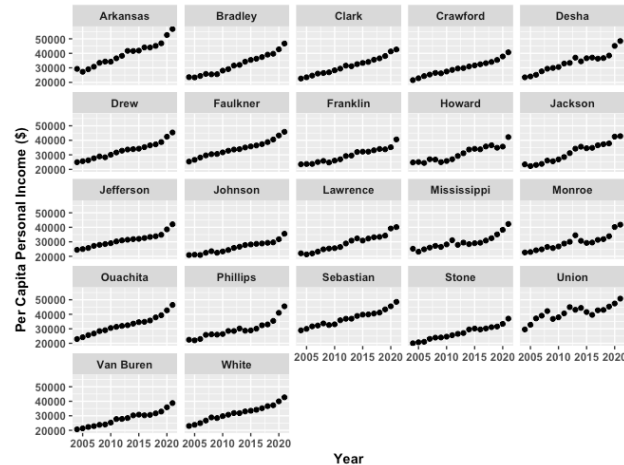 Arkansas Bradley Clark Crawford Desha
50000
40000
30000
20000
Drew Faulkner Franklin Howard Jackson
50000
40000
30000
20000
Jefferson Johnson Lawrence Mississippi Monroe
50000
40000
30000
20000
Ouachita Phillips Sebastian Stone Union
50000
40000
30000
20000
2005 2010 2015 2020 2005 2010 2015 2020 2005 2010 2015 2020
Van Buren White
50000
40000
30000
20000
2005 2010 2015 2020 2005 2010 2015 2020
Per Capita Personal Income ($)
Year